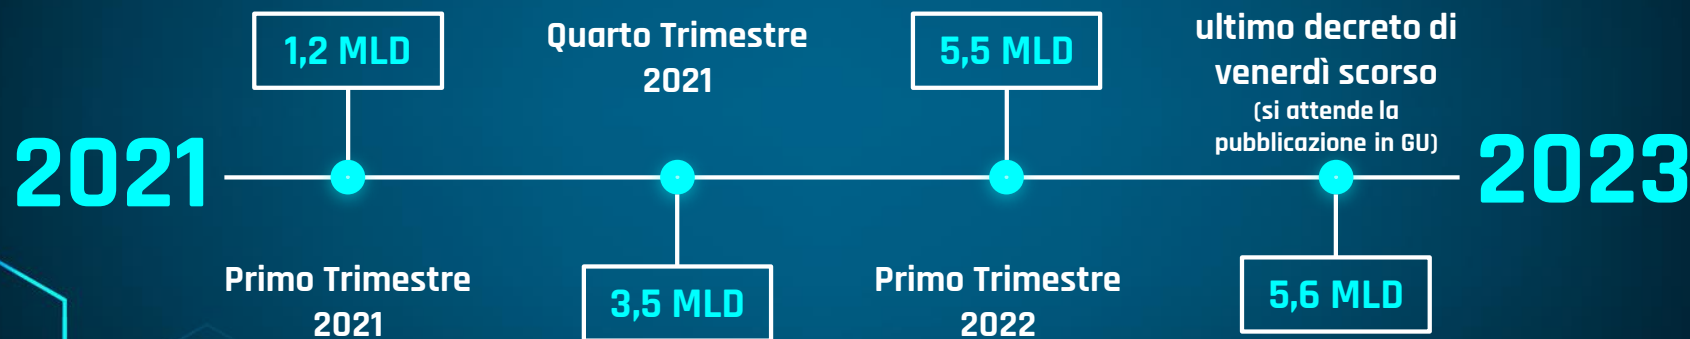 2021
1,2 MLD
Primo Trimestre
2021
Quarto Trimestre
2021
3,5 MLD
5,5 MLD
Primo Trimestre
2022
ultimo decreto di
venerdì scorso
(si attende la
pubblicazione in GU)
5,6 MLD
2023